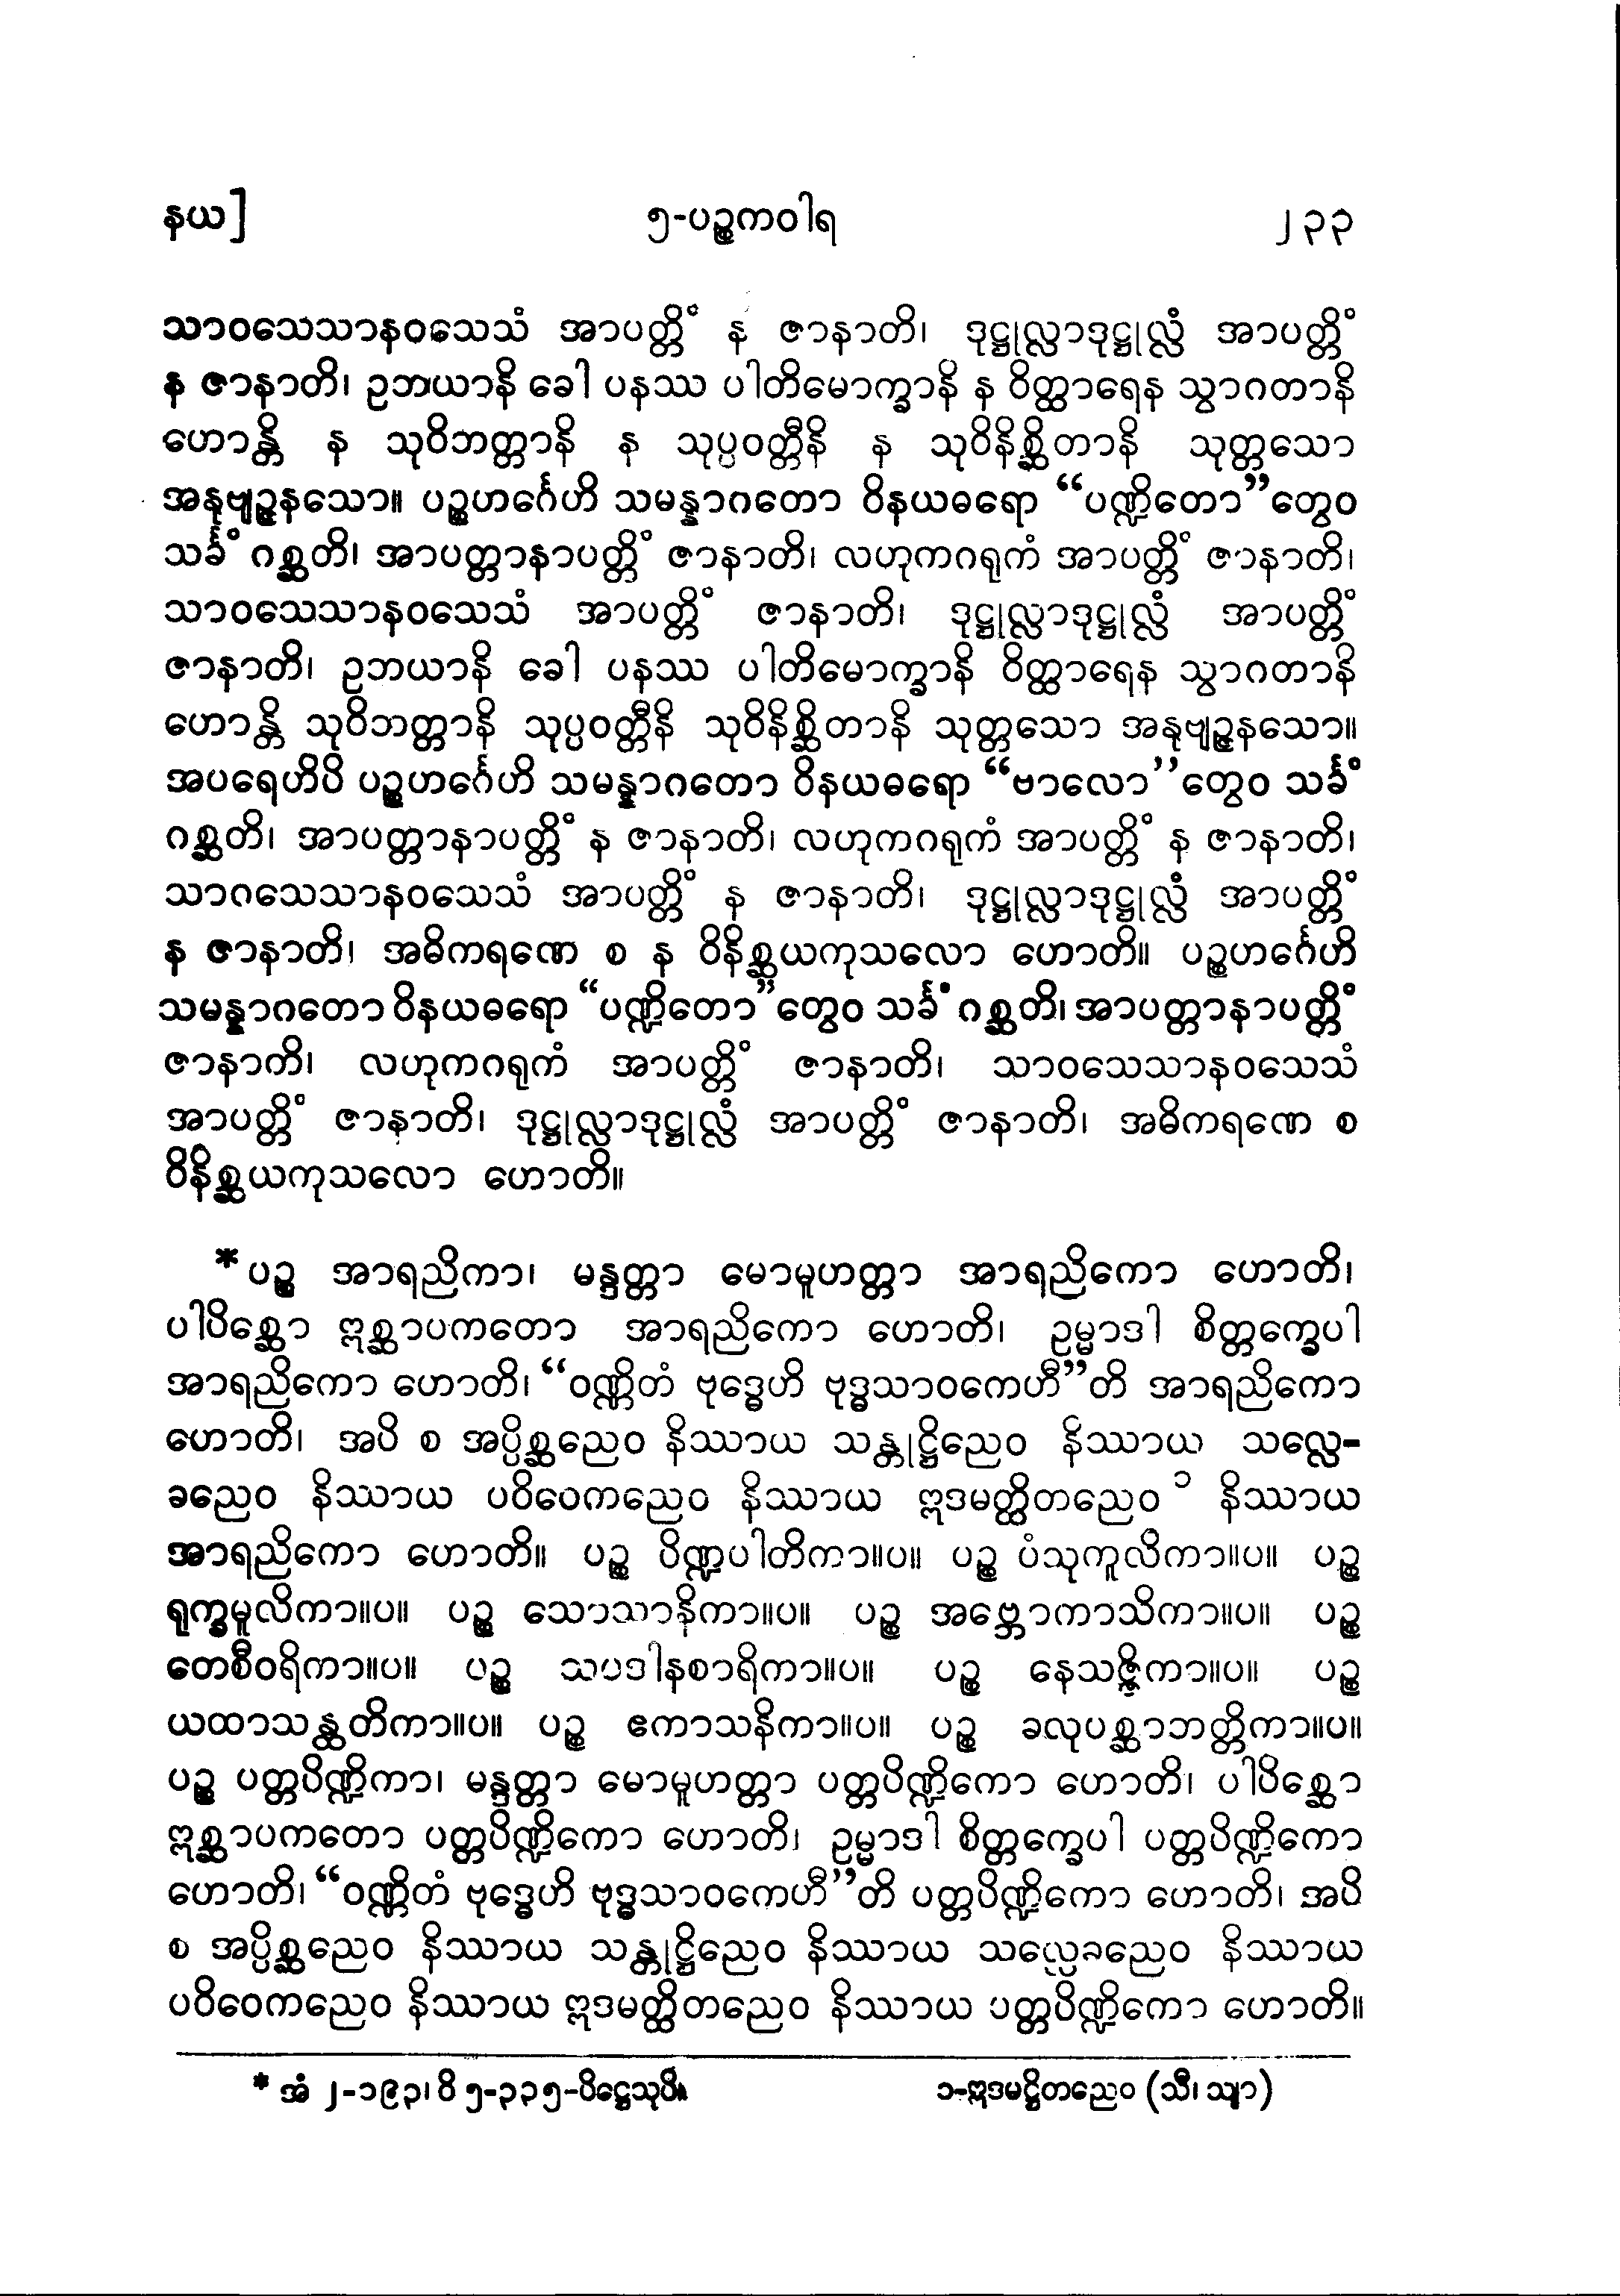 နယ]
၅-ပဉ္စကဝါရ
၂၃၃
သာဝသေသာနဝသေသံ အာပတ္တိံ န ဇာနာတိ၊ ဒုဋ္ဌုလ္လာဒုဋ္ဌုလ္လံ အာပတ္တိံ
န ဇာနာတိ၊ ဥဘယာနိ ခေါ ပနဿ ပါတိမောက္ခာနိ န ဝိတ္ထာရေန သွာဂတာနိ
ဟောန္တိ န သုဝိဘတ္တာနိ န သုပ္ပဝတ္တီနိ န သုဝိနိစ္ဆိတာနိ သုတ္တသော
အနုဗျဉ္ဇနသော။ ပဉ္စဟင်္ဂေဟိ သမန္နာဂတော ဝိနယဓရော “ပဏ္ဍိတော”တွေဝ
သင်္ခံ ဂစ္ဆတိ၊ အာပတ္တာနာပတ္တိံ ဇာနာတိ၊ လဟုကဂရုကံ အာပတ္တိံ ဇာနာတိ၊
သာဝသေသာနဝသေသံ အာပတ္တိံ ဇာနာတိ၊ ဒုဋ္ဌုလ္လာဒုဋ္ဌုလ္လံ အာပတ္တိံ
ဇာနာတိ၊ ဥဘယာနိ ခေါ ပနဿ ပါတိမောက္ခာနိ ဝိတ္ထာရေန သွာဂတာနိ
ဟောန္တိ သုဝိဘတ္တာနိ သုပ္ပဝတ္တီနိ သုဝိနိစ္ဆိတာနိ သုတ္တသော အနုဗျဉ္ဇနသော။
အပရေဟိပိ ပဉ္စဟင်္ဂေဟိ သမန္နာဂတော ဝိနယဓရော “ဗာလော”တွေဝ သင်္ခံ
ဂစ္ဆတိ၊ အာပတ္တာနာပတ္တိံ န ဇာနာတိ၊ လဟုကဂရုကံ အာပတ္တိံ န ဇာနာတိ၊
သာဂသေသာနဝသေသံ အာပတ္တိံ န ဇာနာတိ၊ ဒုဋ္ဌုလ္လာဒုဋ္ဌုလ္လံ အာပတ္တိံ
န ဇာနာတိ၊ အဓိကရဏေ စ န ဝိနိစ္ဆယကုသလော ဟောတိ။ ပဉ္စဟင်္ဂေဟိ
သမန္နာဂတော ဝိနယဓရော “ပဏ္ဍိတော”တွေဝ သင်္ခံ ဂစ္ဆတိ၊ အာပတ္တာနာပတ္တိံ
ဇာနာတိ၊ လဟုကဂရုကံ အာပတ္တိံ ဇာနာတိ၊ သာဝသေသာနဝသေသံ
အာပတ္တိံ ဇာနာတိ၊ ဒုဋ္ဌုလ္လာဒုဋ္ဌုလ္လံ အာပတ္တိံ ဇာနာတိ၊ အဓိကရဏေ စ
ဝိနိစ္ဆယကုသလော ဟောတိ။
* ပဉ္စ အာရညိကာ၊ မန္ဒတ္တာ မောမူဟတ္တာ အာရညိကော ဟောတိ၊
ပါပိစ္ဆော ဣစ္ဆာပကတော အာရညိကော ဟောတိ၊ ဥမ္မာဒါ စိတ္တက္ခေပါ
အာရညိကော ဟောတိ၊ “ဝဏ္ဏိတံ ဗုဒ္ဓေဟိ ဗုဒ္ဓသာဝကေဟီ”တိ အာရညိကော
ဟောတိ၊ အပိ စ အပ္ပိစ္ဆညေဝ နိဿာယ သန္တုဋ္ဌိညေဝ နိဿာယ သလ္လေ-
ခညေဝ နိဿာယ ပဝိဝေကညေဝ နိဿာယ ဣဒမတ္ထိတညေဝ ၁ နိဿာယ
အာရညိကော ဟောတိ။ ပဉ္စ ပိဏ္ဍပါတိကာ။ပ။ ပဉ္စ ပံသုကူလိကာ။ပ။ ပဉ္စ
ရုက္ခမူလိကာ။ပ။ ပဉ္စ သောသာနိကာ။ပ။ ပဉ္စ အဗ္ဘောကာသိကာ။ပ။ ပဉ္စ
တေစီဝရိကာ။ပ။ ပဉ္စ သပဒါနစာရိကာ။ပ။ ပဉ္စ နေသဇ္ဇိကာ။ပ။ ပဉ္စ
ယထာသန္ထတိကာ။ပ။ ပဉ္စ ဧကာသနိကာ။ပ။ ပဉ္စ ခလုပစ္ဆာဘတ္တိကာ။ပ။
ပဉ္စ ပတ္တပိဏ္ဍိကာ၊ မန္ဒတ္တာ မောမူဟတ္တာ ပတ္တပိဏ္ဍိကော ဟောတိ၊ ပါပိစ္ဆော
ဣစ္ဆာပကတော ပတ္တပိဏ္ဍိကော ဟောတိ၊ ဥမ္မာဒါ စိတ္တက္ခေပါ ပတ္တပိဏ္ဍိကော
ဟောတိ၊ “ဝဏ္ဏိတံ ဗုဒ္ဓေဟိ ဗုဒ္ဓသာဝကေဟီ”တိ ပတ္တပိဏ္ဍိကော ဟောတိ၊ အပိ
စ အပ္ပိစ္ဆညေဝ နိဿာယ သန္တုဋ္ဌိညေဝ နိဿာယ သလ္လေခညေဝ နိဿာယ
ပဝိဝေကညေဝ နိဿာယ ဣဒမတ္ထိတညေဝ နိဿာယ ပတ္တပိဏ္ဍိကော ဟောတိ။
* အံ ၂-၁၉၃၊ ဝိ ၅-၃၃၅-ပိဋ္ဌေသုပိ။
၁-ဣဒမဋ္ဌိတညေဝ (သီ၊ သျာ)